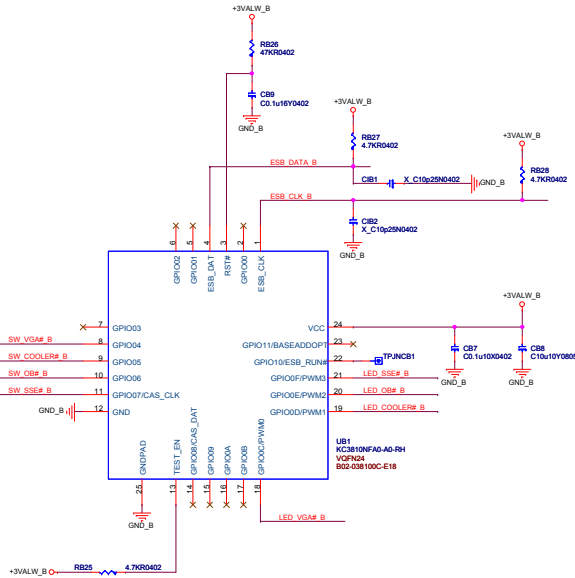 +3VALW_B
RB26
47KR0402
CB9
C0.1u16Y0402
GND_B
+3VALW_B
RB27
4.7KR0402
+3VALW_B
RB28
4.7KR0402
ESB_DATA_B
CIB1
X_C10p25N0402
GND_B
ESB_CLK_B
CIB2
X_C10p25N0402
GND_B
6
5
4
3
2
1
GPIO02
GPIO01
ESB_DAT
RST#
GPIO00
ESB_CLK
+3VALW_B
7
GPIO03
VCC
24
SW_VGA#_B
8
GPIO04
GPIO11/BASEADDOPT
23
SW_COOLER#_B
9
GPIO05
GPIO10/ESB_RUN#
22
TPJNCB1
CB7
C0.1u10X0402
CB8
C10u10Y0805
SW_OB#_B
10
GPIO06
GPIO0F/PWM3
21
LED_SSE#_B
GND_B
GND_B
SW_SSE#_B
11
GPIO07/CAS_CLK
GPIO0E/PWM2
20
LED_OB#_B
GND_B
12
GND
GPIO0D/PWM1
19
LED_COOLER#_B
GNDPAD
TEST_EN
GPIO08/CAS_DAT
GPIO09
GPIO0A
GPIO0B
GPIO0C/PWM0
UB1
KC3810NFA0-A0-RH
VQFN24
B02-038100C-E18
25
13
14
15
16
17
18
GND_B
LED_VGA#_B
+3VALW_B
RB25
4.7KR0402